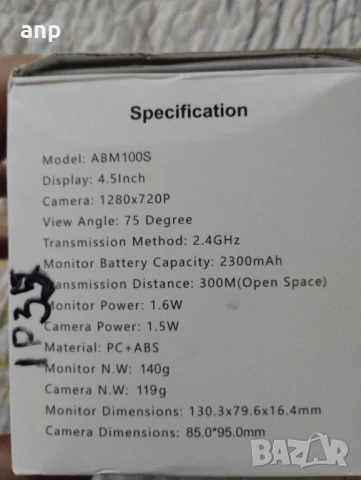 anp
Specification
Model: ABM100S
Display: 4.5Inch
Camera: 1280x720P
View Angle: 75 Degree
Transmission Method: 2.4GHz
Monitor Battery Capacity: 2300mAh
ransmission Distance: 300M(Open Space)
Monitor Power: 1.6W
Camera Power: 1.5W
Material: PC+ABS
Monitor N.W: 140g
Camera N.W: 119g
Monitor Dimensions: 130.3x79.6x16.4mm
Camera Dimensions: 85.0*95.0mm
BAZAR